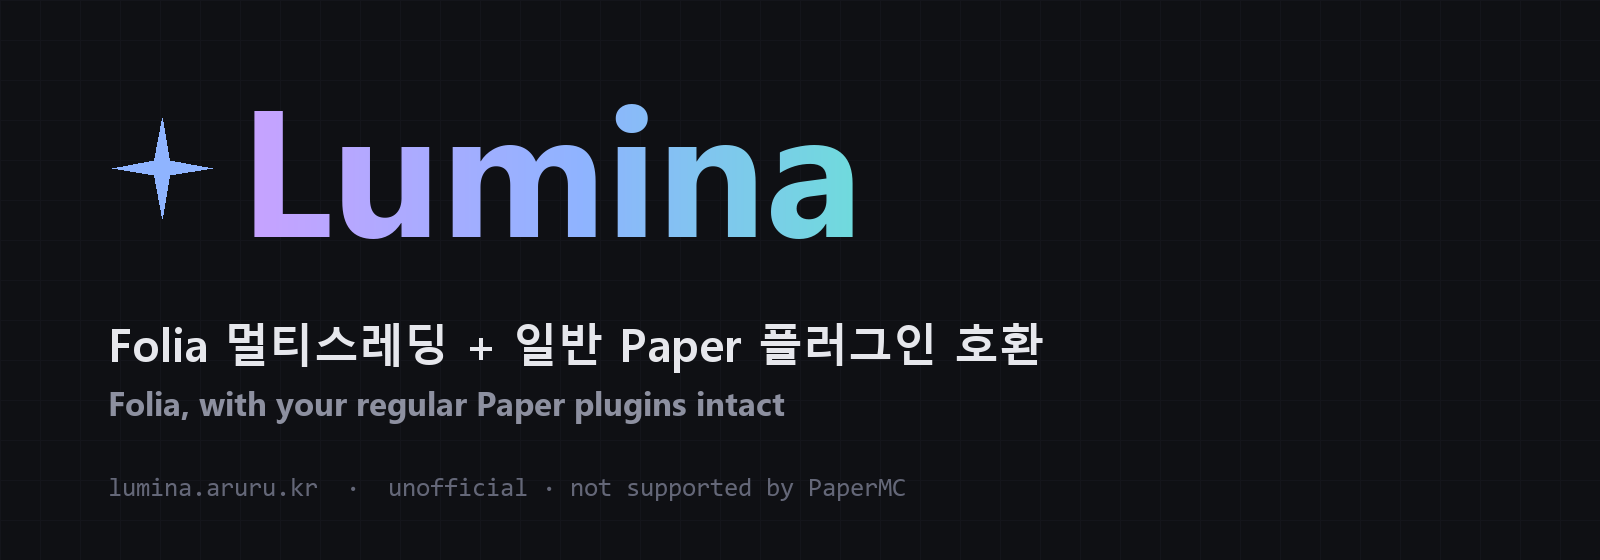 Lumina
Folia 멀티스레딩 + 일반 Paper 플러그인 호환
Folia, with your regular Paper plugins intact
lumina.aruru.kr · unofficial · not supported by PaperMC